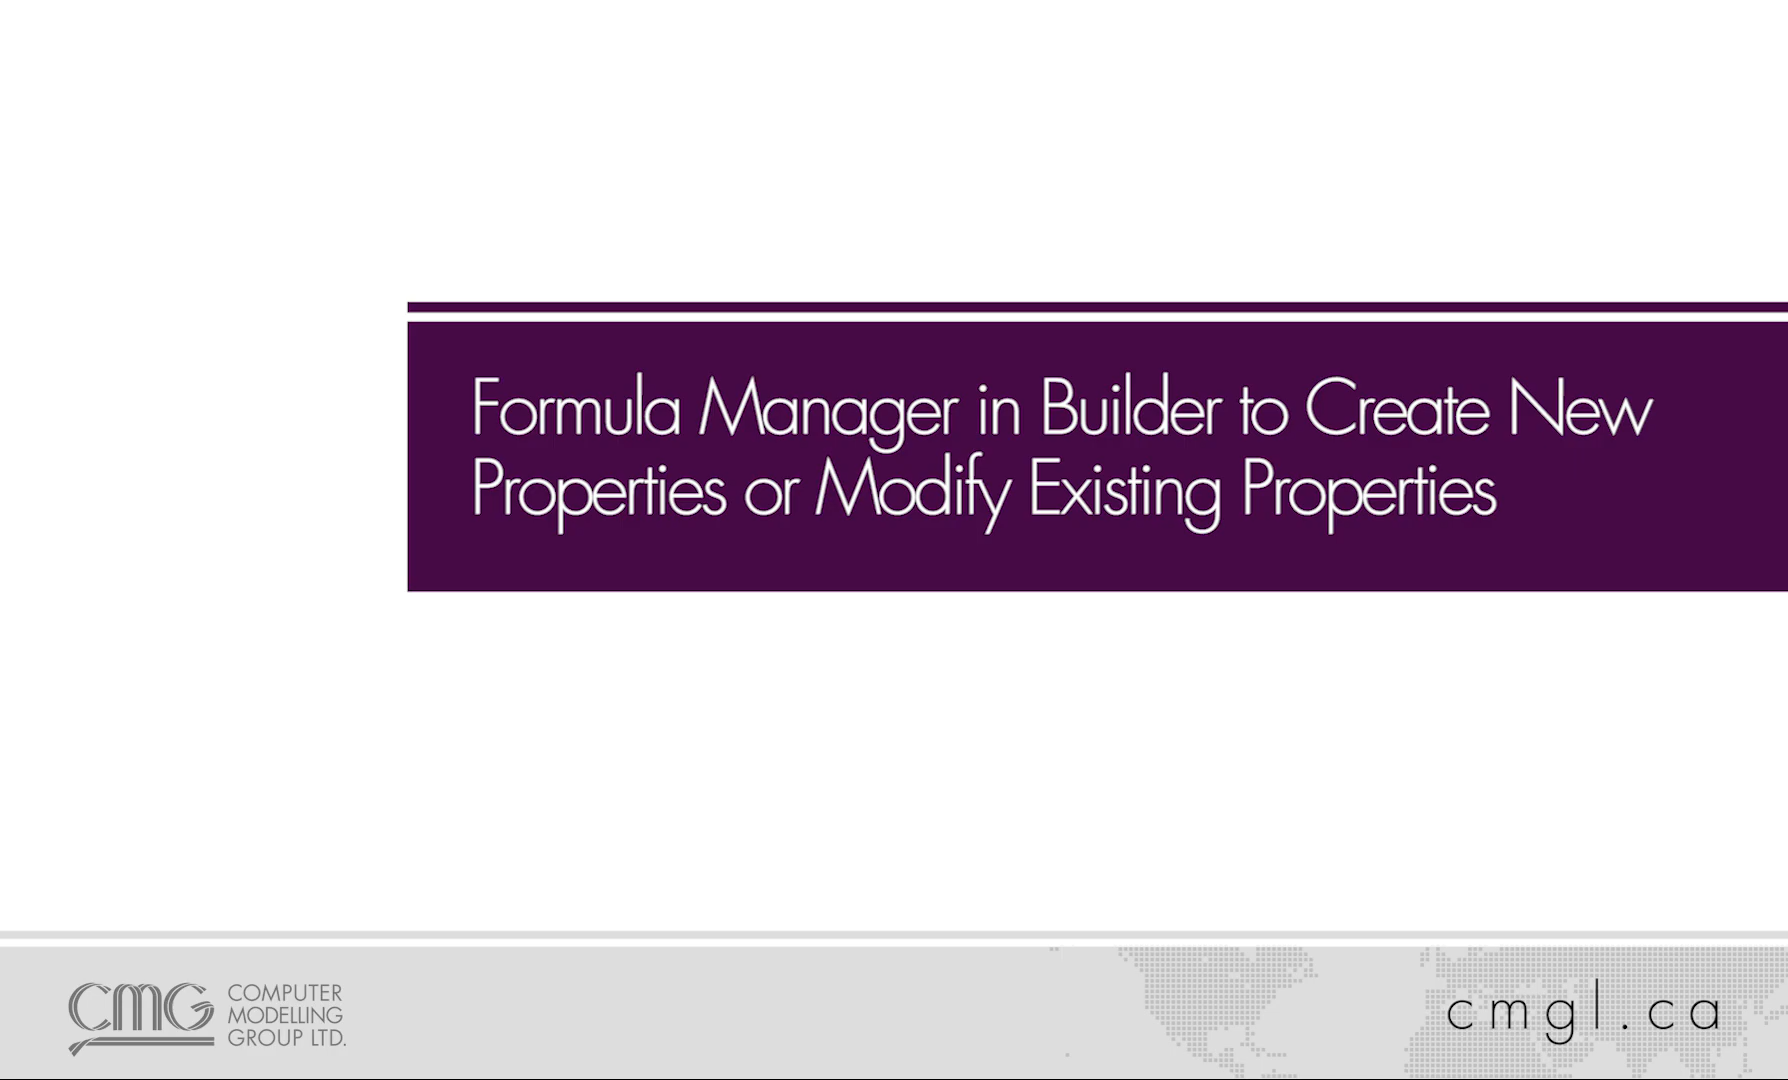 Formula Manager in Builder to Create New
Properties or Modify Existing Properties
CMG
COMPUTER
MODELLING
GROUP LTD.
cmgl.ca